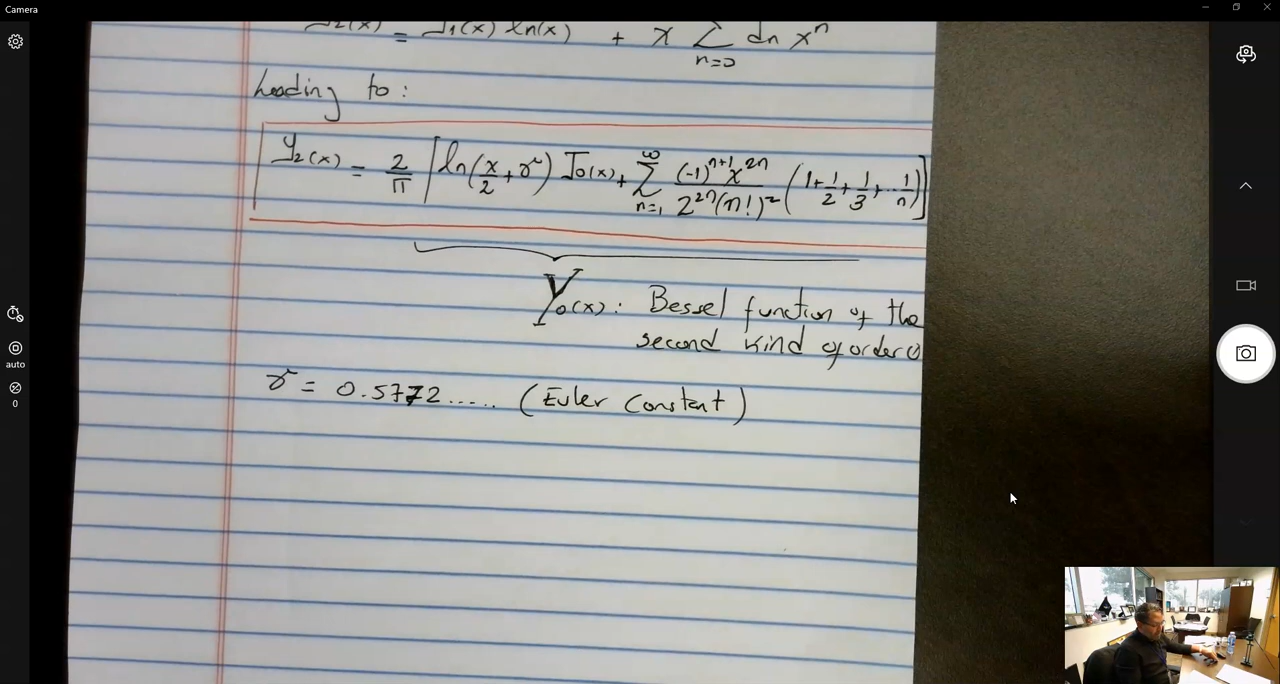 Camera
y₂(x) = y₁(x) ln(x) + x Σ_{n=0} dn xⁿ
leading to:
y₂(x) = 2/π [ln(x/2 + γ) J₀(x) + Σ_{n=1}^{∞} (-1)^{n+1} x^{2n} / 2^{2n}(n!)² (1 + 1/2 + 1/3 + ... 1/n)]
Y₀(x): Bessel function of the
second kind of order 0
γ = 0.5772..... (Euler Constant)
auto
0